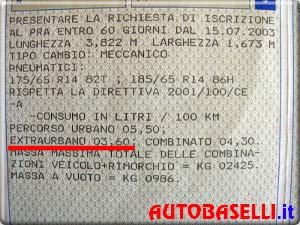 PRESENTARE LA RICHIESTA DI ISCRIZIONE
AL PRA ENTRO 60 GIORNI DAL 15.07.2003
LUNGHEZZA 3,822 M LARGHEZZA 1,673 M
TIPO CAMBIO: MECCANICO
PNEUMATICI:
175/65 R14 82T ; 185/65 R14 86H
RISPETTA LA DIRETTIVA 2001/100/CE
-A
-CONSUMO IN LITRI / 100 KM
PERCORSO URBANO 05,50;
EXTRAURBANO 03,60; COMBINATO 04,30.
MASSA MASSIMA TOTALE DELLE COMBINA-
ZIONI VEICOLO+RIMORCHIO = KG 02425.
MASSA A VUOTO = KG 0986.
AUTOBASELLI.it